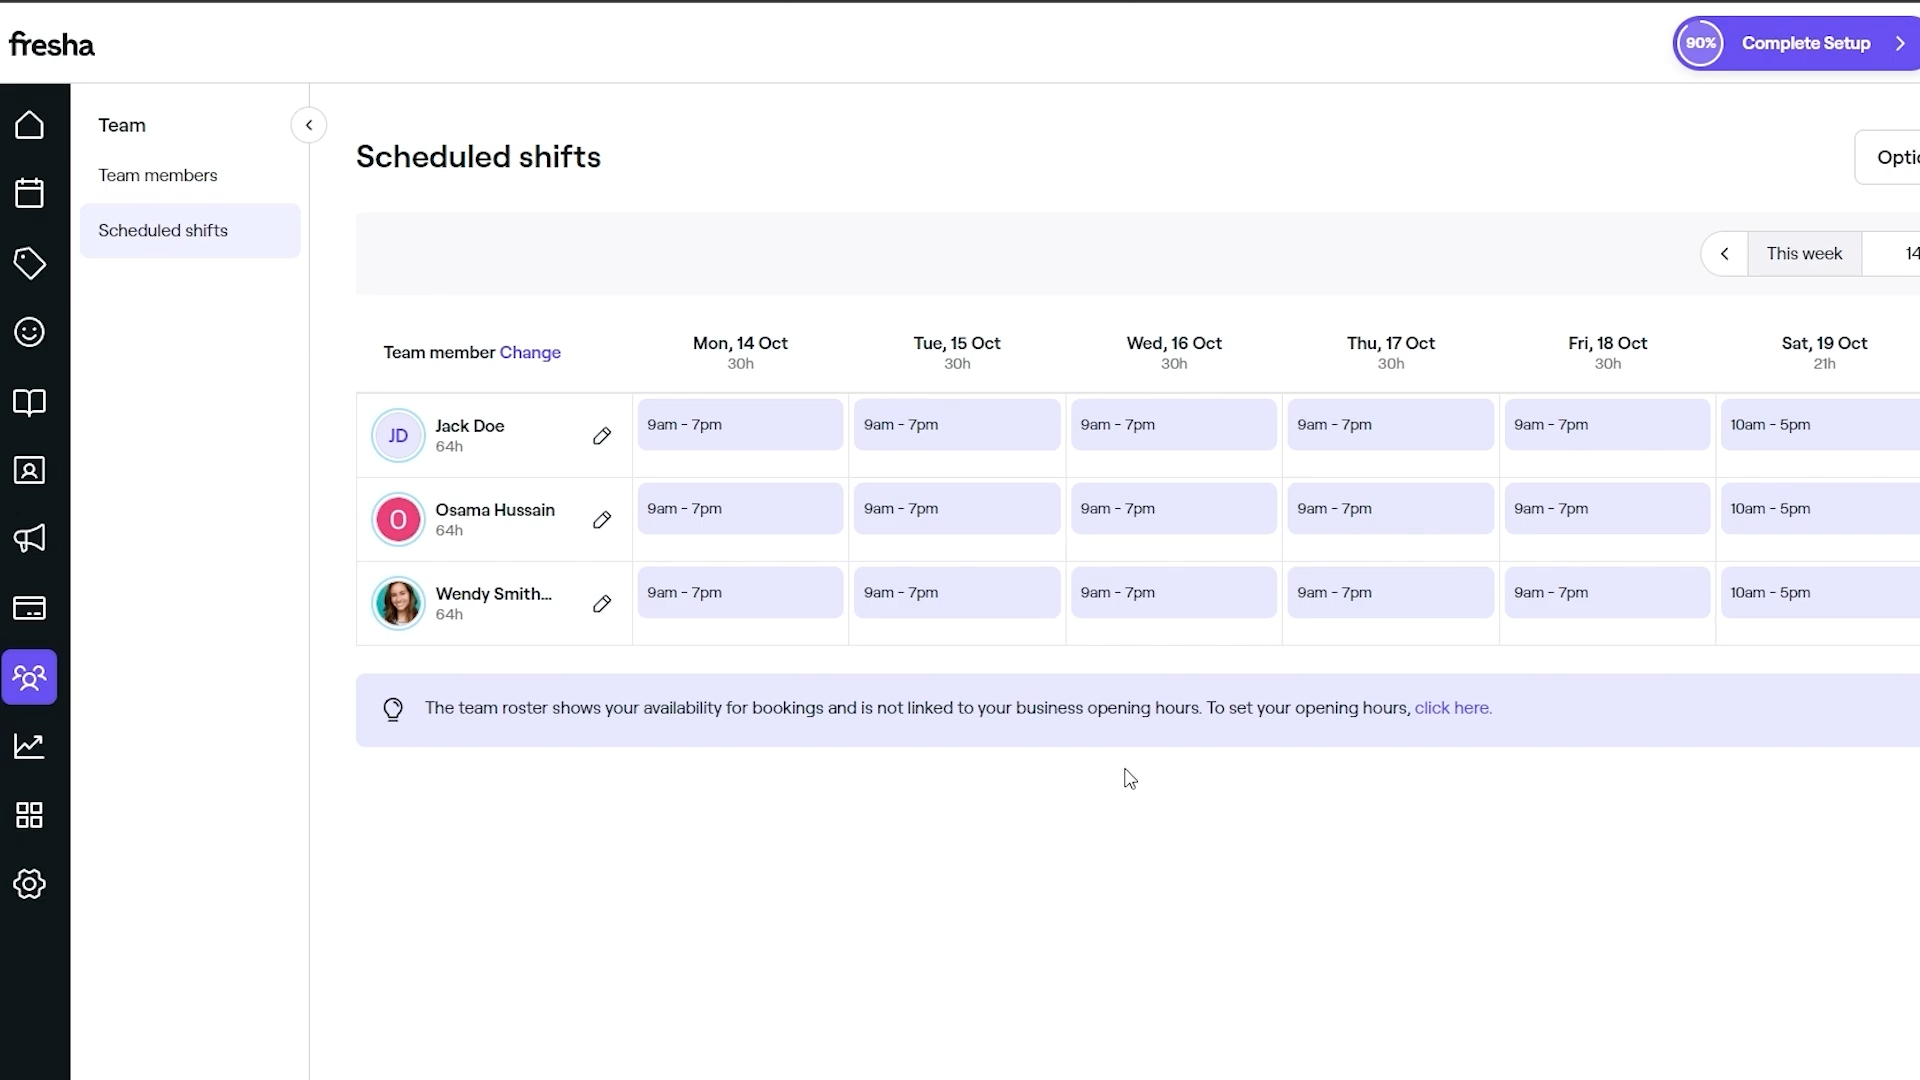 fresha
90% Complete Setup
Team
Team members
Scheduled shifts
Scheduled shifts
Optio
This week
14
Team member Change
Mon, 14 Oct
30h
Tue, 15 Oct
30h
Wed, 16 Oct
30h
Thu, 17 Oct
30h
Fri, 18 Oct
30h
Sat, 19 Oct
21h
JD
Jack Doe
64h
9am - 7pm
9am - 7pm
9am - 7pm
9am - 7pm
9am - 7pm
10am - 5pm
O
Osama Hussain
64h
9am - 7pm
9am - 7pm
9am - 7pm
9am - 7pm
9am - 7pm
10am - 5pm
Wendy Smith...
64h
9am - 7pm
9am - 7pm
9am - 7pm
9am - 7pm
9am - 7pm
10am - 5pm
The team roster shows your availability for bookings and is not linked to your business opening hours. To set your opening hours, click here.